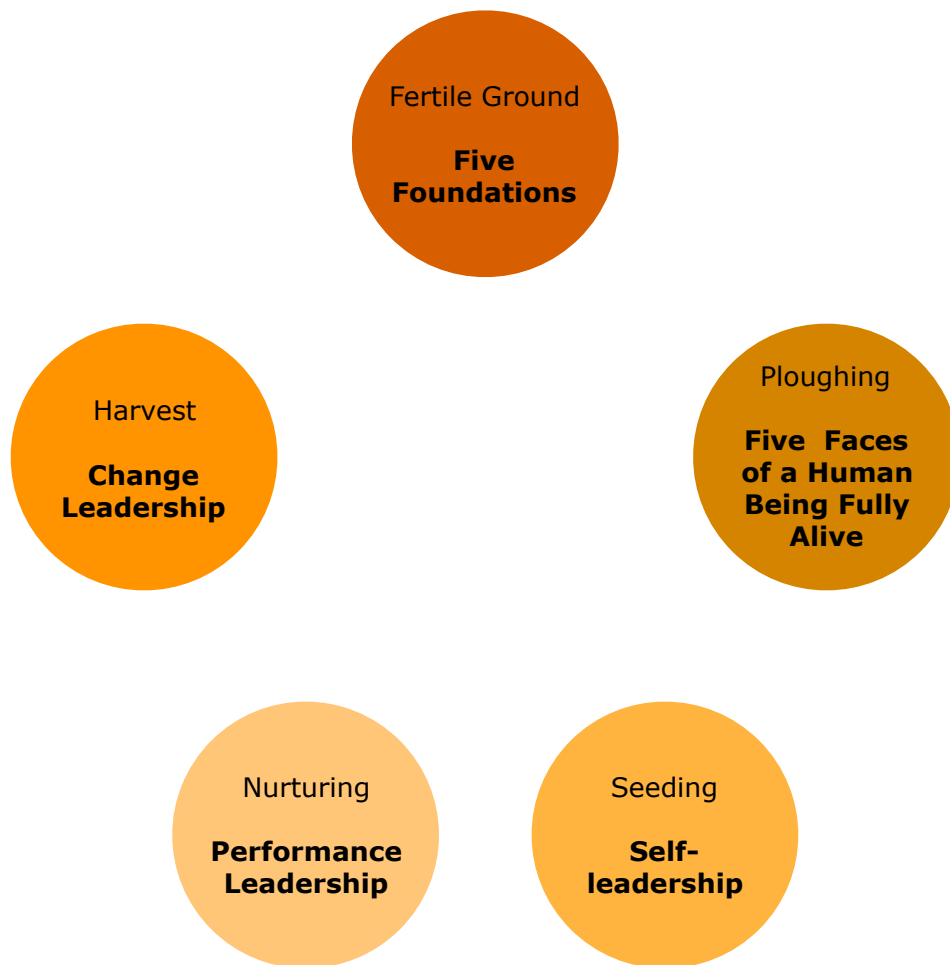 Fertile Ground
Five
Foundations
Ploughing
Five  Faces
of a Human
Being Fully
Alive
Seeding
Self-
leadership
Nurturing
Performance
Leadership
Harvest
Change
Leadership